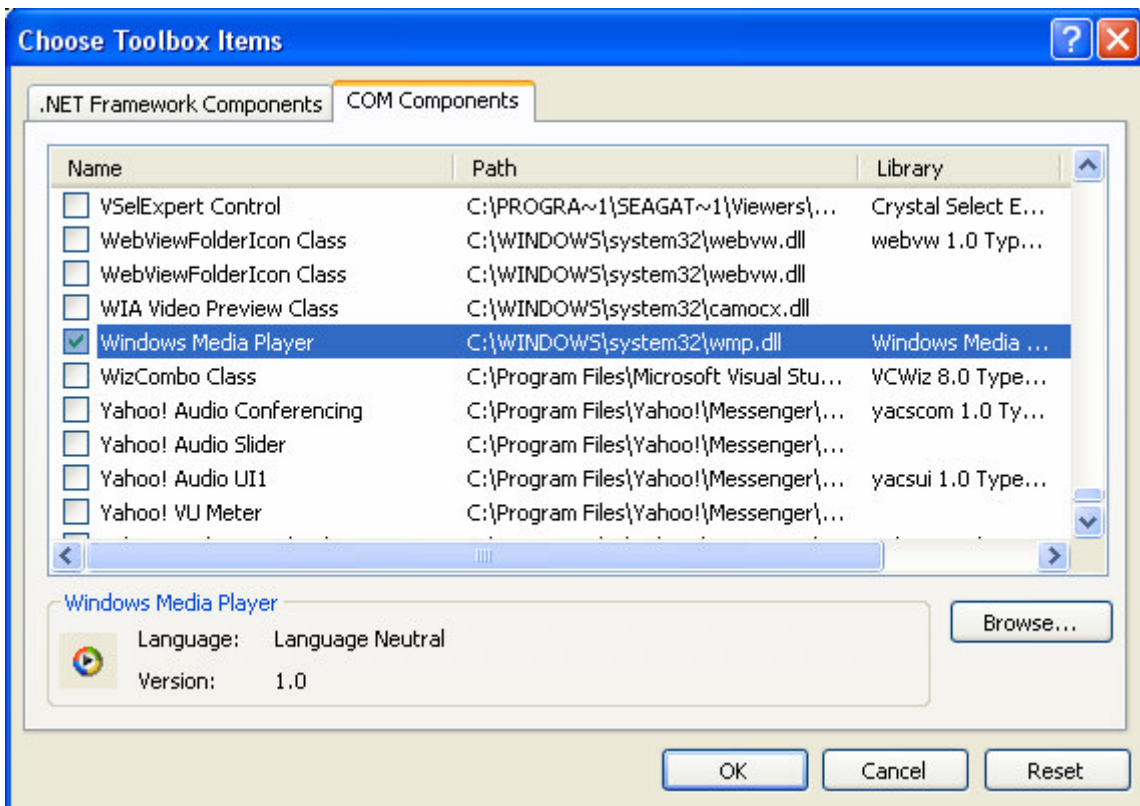 Choose Toolbox Items
.NET Framework Components COM Components
Name Path Library
VSelExpert Control C:\PROGRA~1\SEAGAT~1\Viewers\... Crystal Select E...
WebViewFolderIcon Class C:\WINDOWS\system32\webvw.dll webvw 1.0 Typ...
WebViewFolderIcon Class C:\WINDOWS\system32\webvw.dll
WIA Video Preview Class C:\WINDOWS\system32\camocx.dll
Windows Media Player C:\WINDOWS\system32\wmp.dll Windows Media ...
WizCombo Class C:\Program Files\Microsoft Visual Stu... VCWiz 8.0 Type...
Yahoo! Audio Conferencing C:\Program Files\Yahoo!\Messenger\... yacscom 1.0 Ty...
Yahoo! Audio Slider C:\Program Files\Yahoo!\Messenger\...
Yahoo! Audio UI1 C:\Program Files\Yahoo!\Messenger\... yacsui 1.0 Type...
Yahoo! VU Meter C:\Program Files\Yahoo!\Messenger\...
Windows Media Player
Browse...
Language: Language Neutral
Version: 1.0
OK Cancel Reset